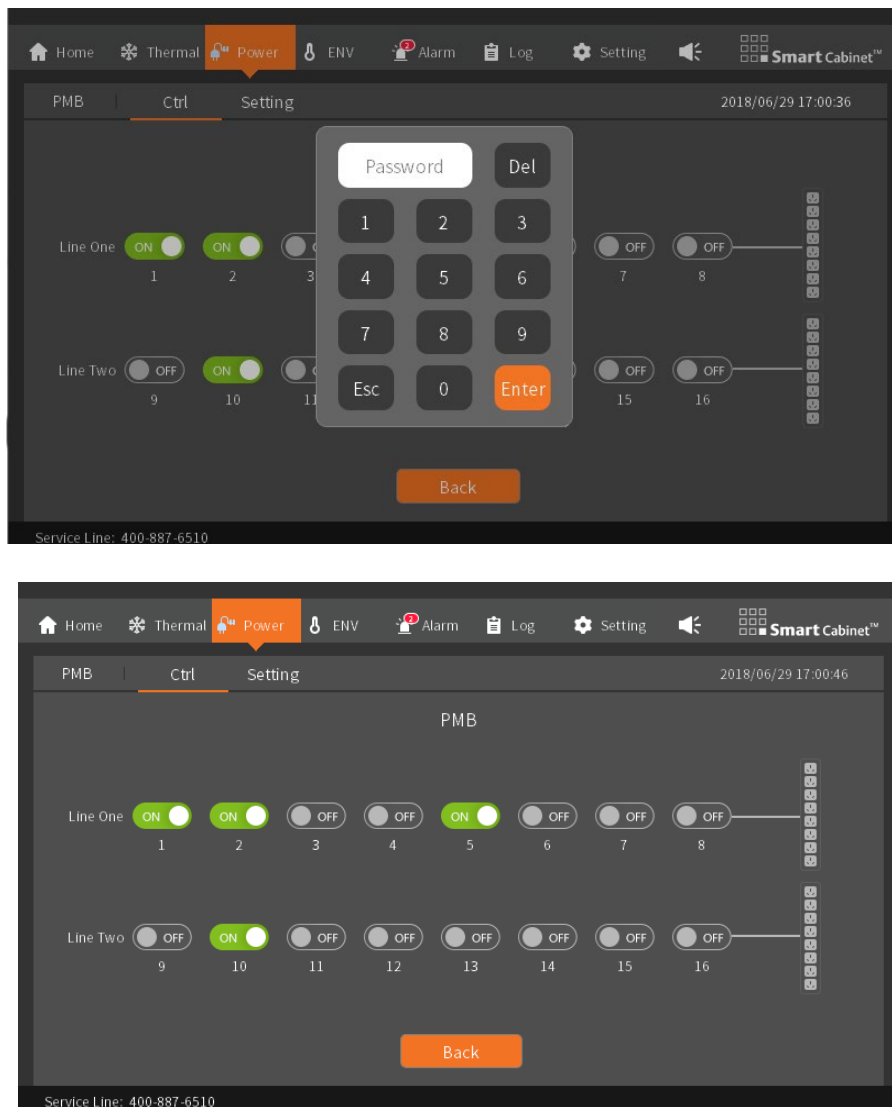 Home Thermal Power ENV 2 Alarm Log Setting Smart Cabinet™
PMB Ctrl Setting 2018/06/29 17:00:36
Password Del
1 2 3
Line One ON ON OFF OFF
1 2 3 4 5 6 7 8
7 8 9
Line Two OFF ON OFF OFF
Esc 0 Enter
9 10 11 15 16
Back
Service Line: 400-887-6510
Home Thermal Power ENV 2 Alarm Log Setting Smart Cabinet™
PMB Ctrl Setting 2018/06/29 17:00:46
PMB
Line One ON ON OFF OFF ON OFF OFF OFF
1 2 3 4 5 6 7 8
Line Two OFF ON OFF OFF OFF OFF OFF OFF
9 10 11 12 13 14 15 16
Back
Service Line: 400-887-6510